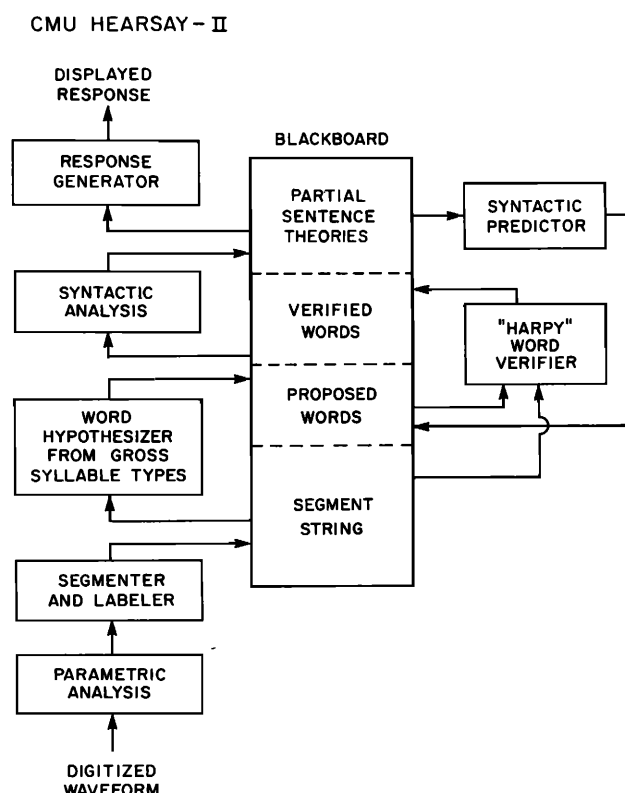 CMU HEARSAY-II
DISPLAYED
RESPONSE
RESPONSE
GENERATOR
SYNTACTIC
ANALYSIS
WORD
HYPOTHESIZER
FROM GROSS
SYLLABLE TYPES
SEGMENTER
AND LABELER
PARAMETRIC
ANALYSIS
DIGITIZED
WAVEFORM
BLACKBOARD
PARTIAL
SENTENCE
THEORIES
VERIFIED
WORDS
PROPOSED
WORDS
SEGMENT
STRING
SYNTACTIC
PREDICTOR
"HARPY"
WORD
VERIFIER